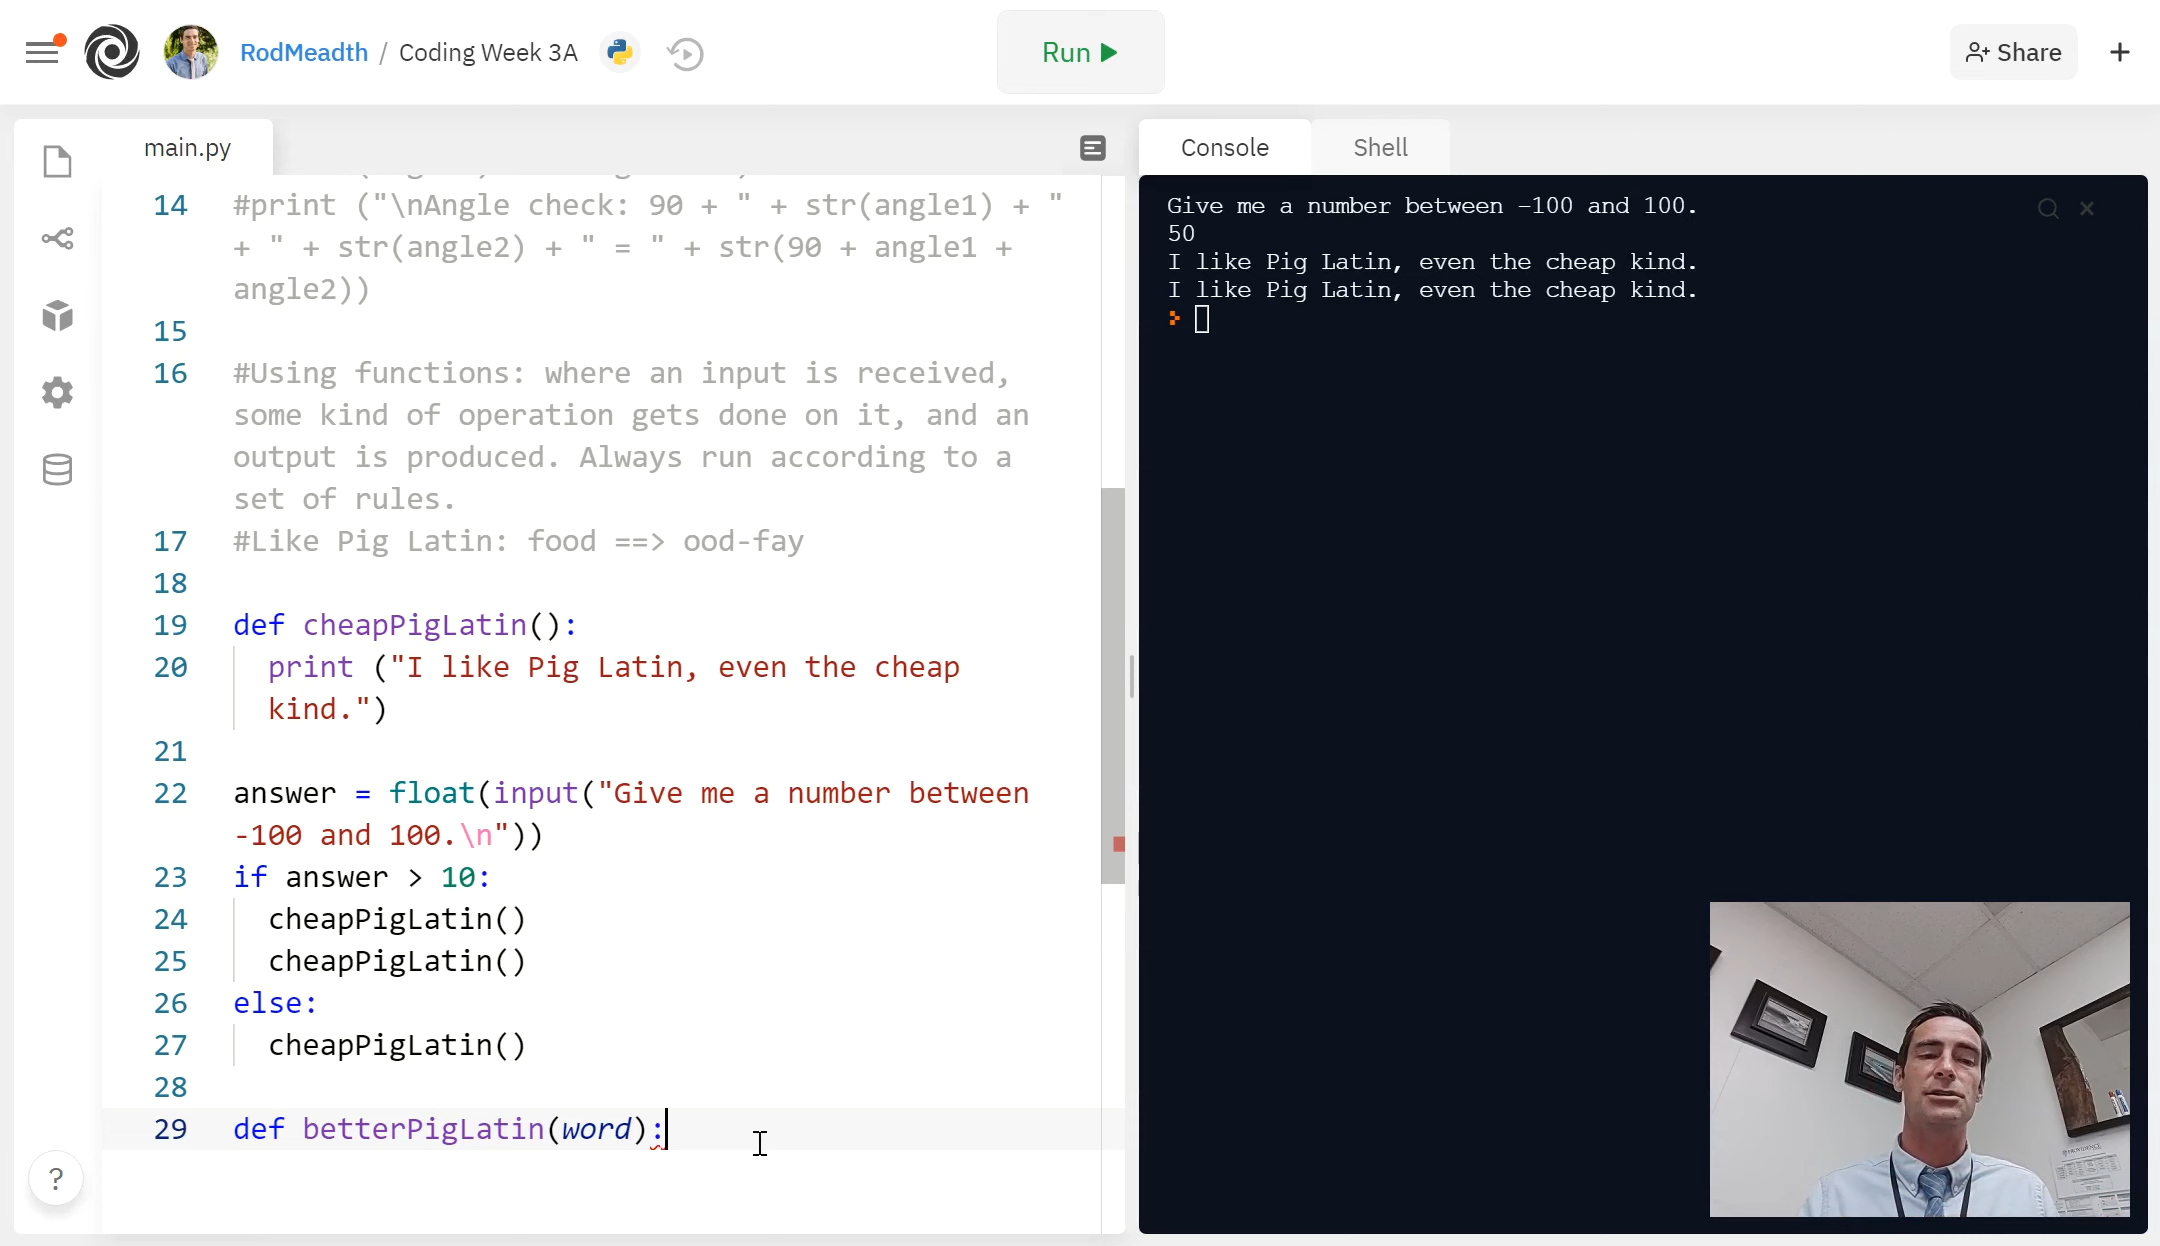 RodMeadth / Coding Week 3A
Run
Share
main.py
14 #print ("\nAngle check: 90 + " + str(angle1) + "
+ " + str(angle2) + " = " + str(90 + angle1 +
angle2))
15
16 #Using functions: where an input is received,
some kind of operation gets done on it, and an
output is produced. Always run according to a
set of rules.
17 #Like Pig Latin: food ==> ood-fay
18
19 def cheapPigLatin():
20 print ("I like Pig Latin, even the cheap
kind.")
21
22 answer = float(input("Give me a number between
-100 and 100.\n"))
23 if answer > 10:
24 cheapPigLatin()
25 cheapPigLatin()
26 else:
27 cheapPigLatin()
28
29 def betterPigLatin(word):
?
Console Shell
Give me a number between -100 and 100.
50
I like Pig Latin, even the cheap kind.
I like Pig Latin, even the cheap kind.